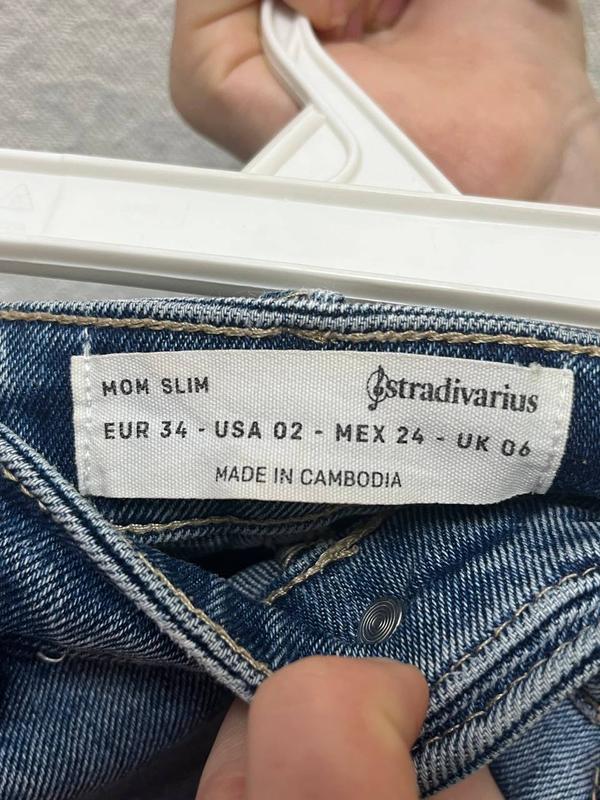 MOM SLIM stradivarius
EUR 34 - USA 02 - MEX 24 - UK 06
MADE IN CAMBODIA